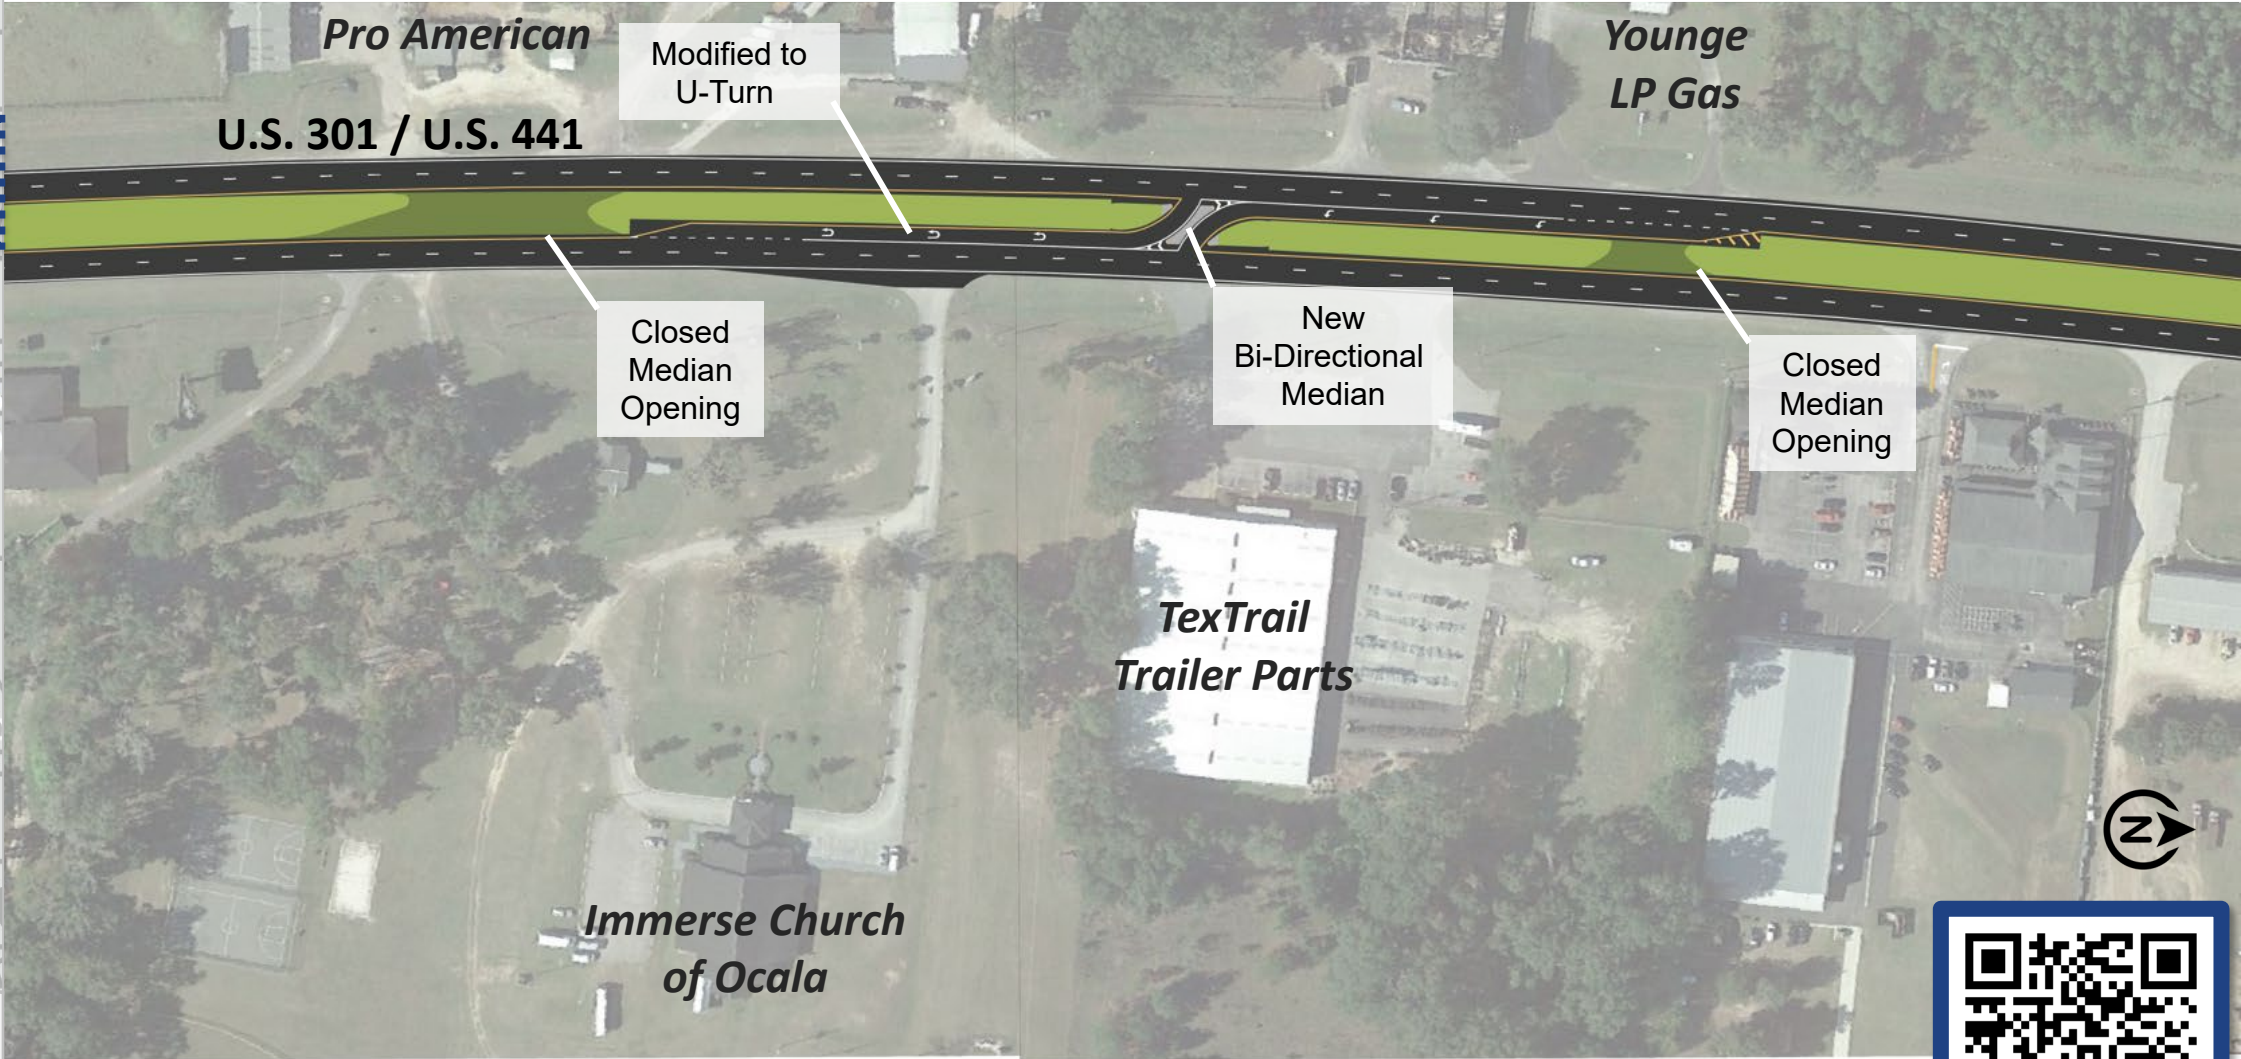 Pro American
Modified to
U-Turn
Younge
LP Gas
U.S. 301 / U.S. 441
Closed
Median
Opening
New
Bi-Directional
Median
Closed
Median
Opening
TexTrail
Trailer Parts
Immerse Church
of Ocala
N